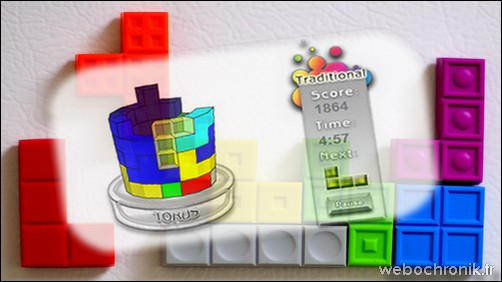 Traditional
Score:
1864
Time:
4:57
Next:
Pause
TORUS
webochronik.fr